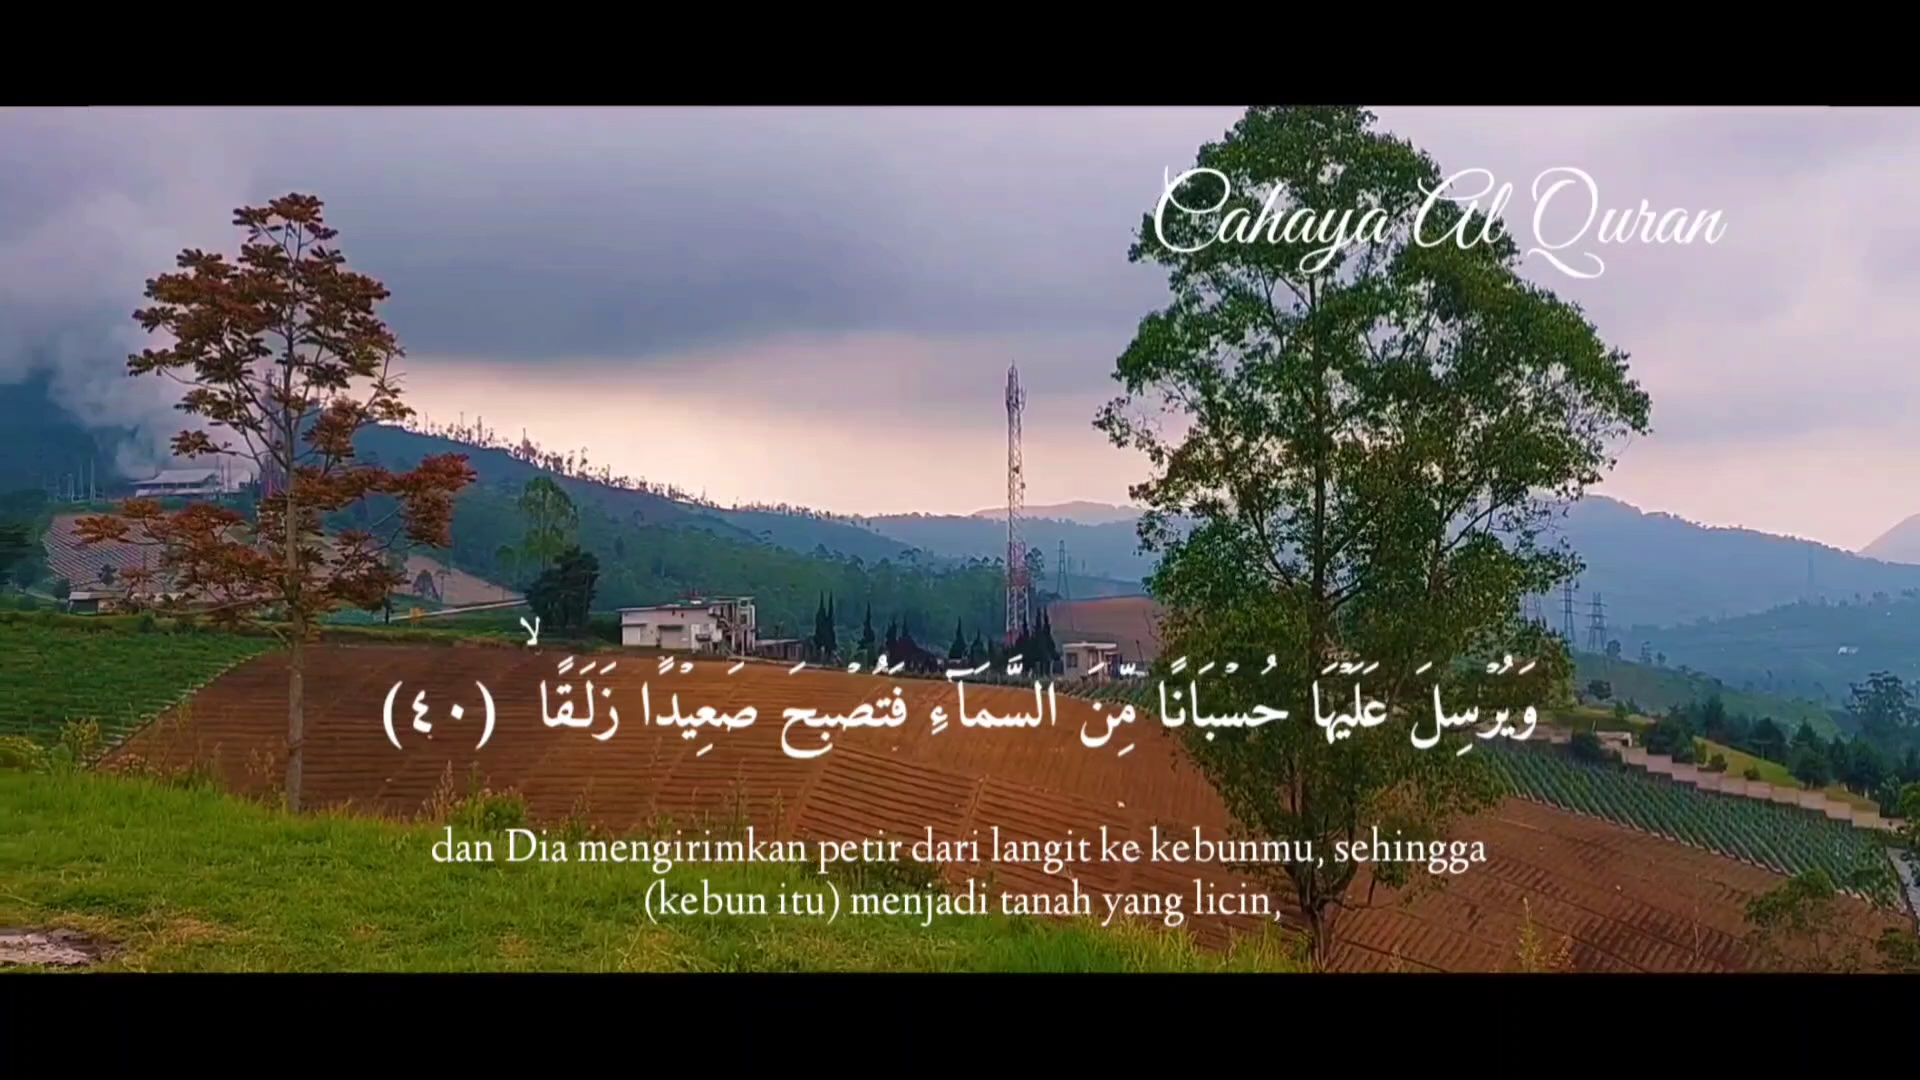 Cahaya Al Quran
وَيُرْسِلَ عَلَيْهَا حُسْبَانًا مِّنَ السَّمَآءِ فَتُصْبِحَ صَعِيْدًا زَلَقًا ۙ (٤٠)
dan Dia mengirimkan petir dari langit ke kebunmu, sehingga
(kebun itu) menjadi tanah yang licin,